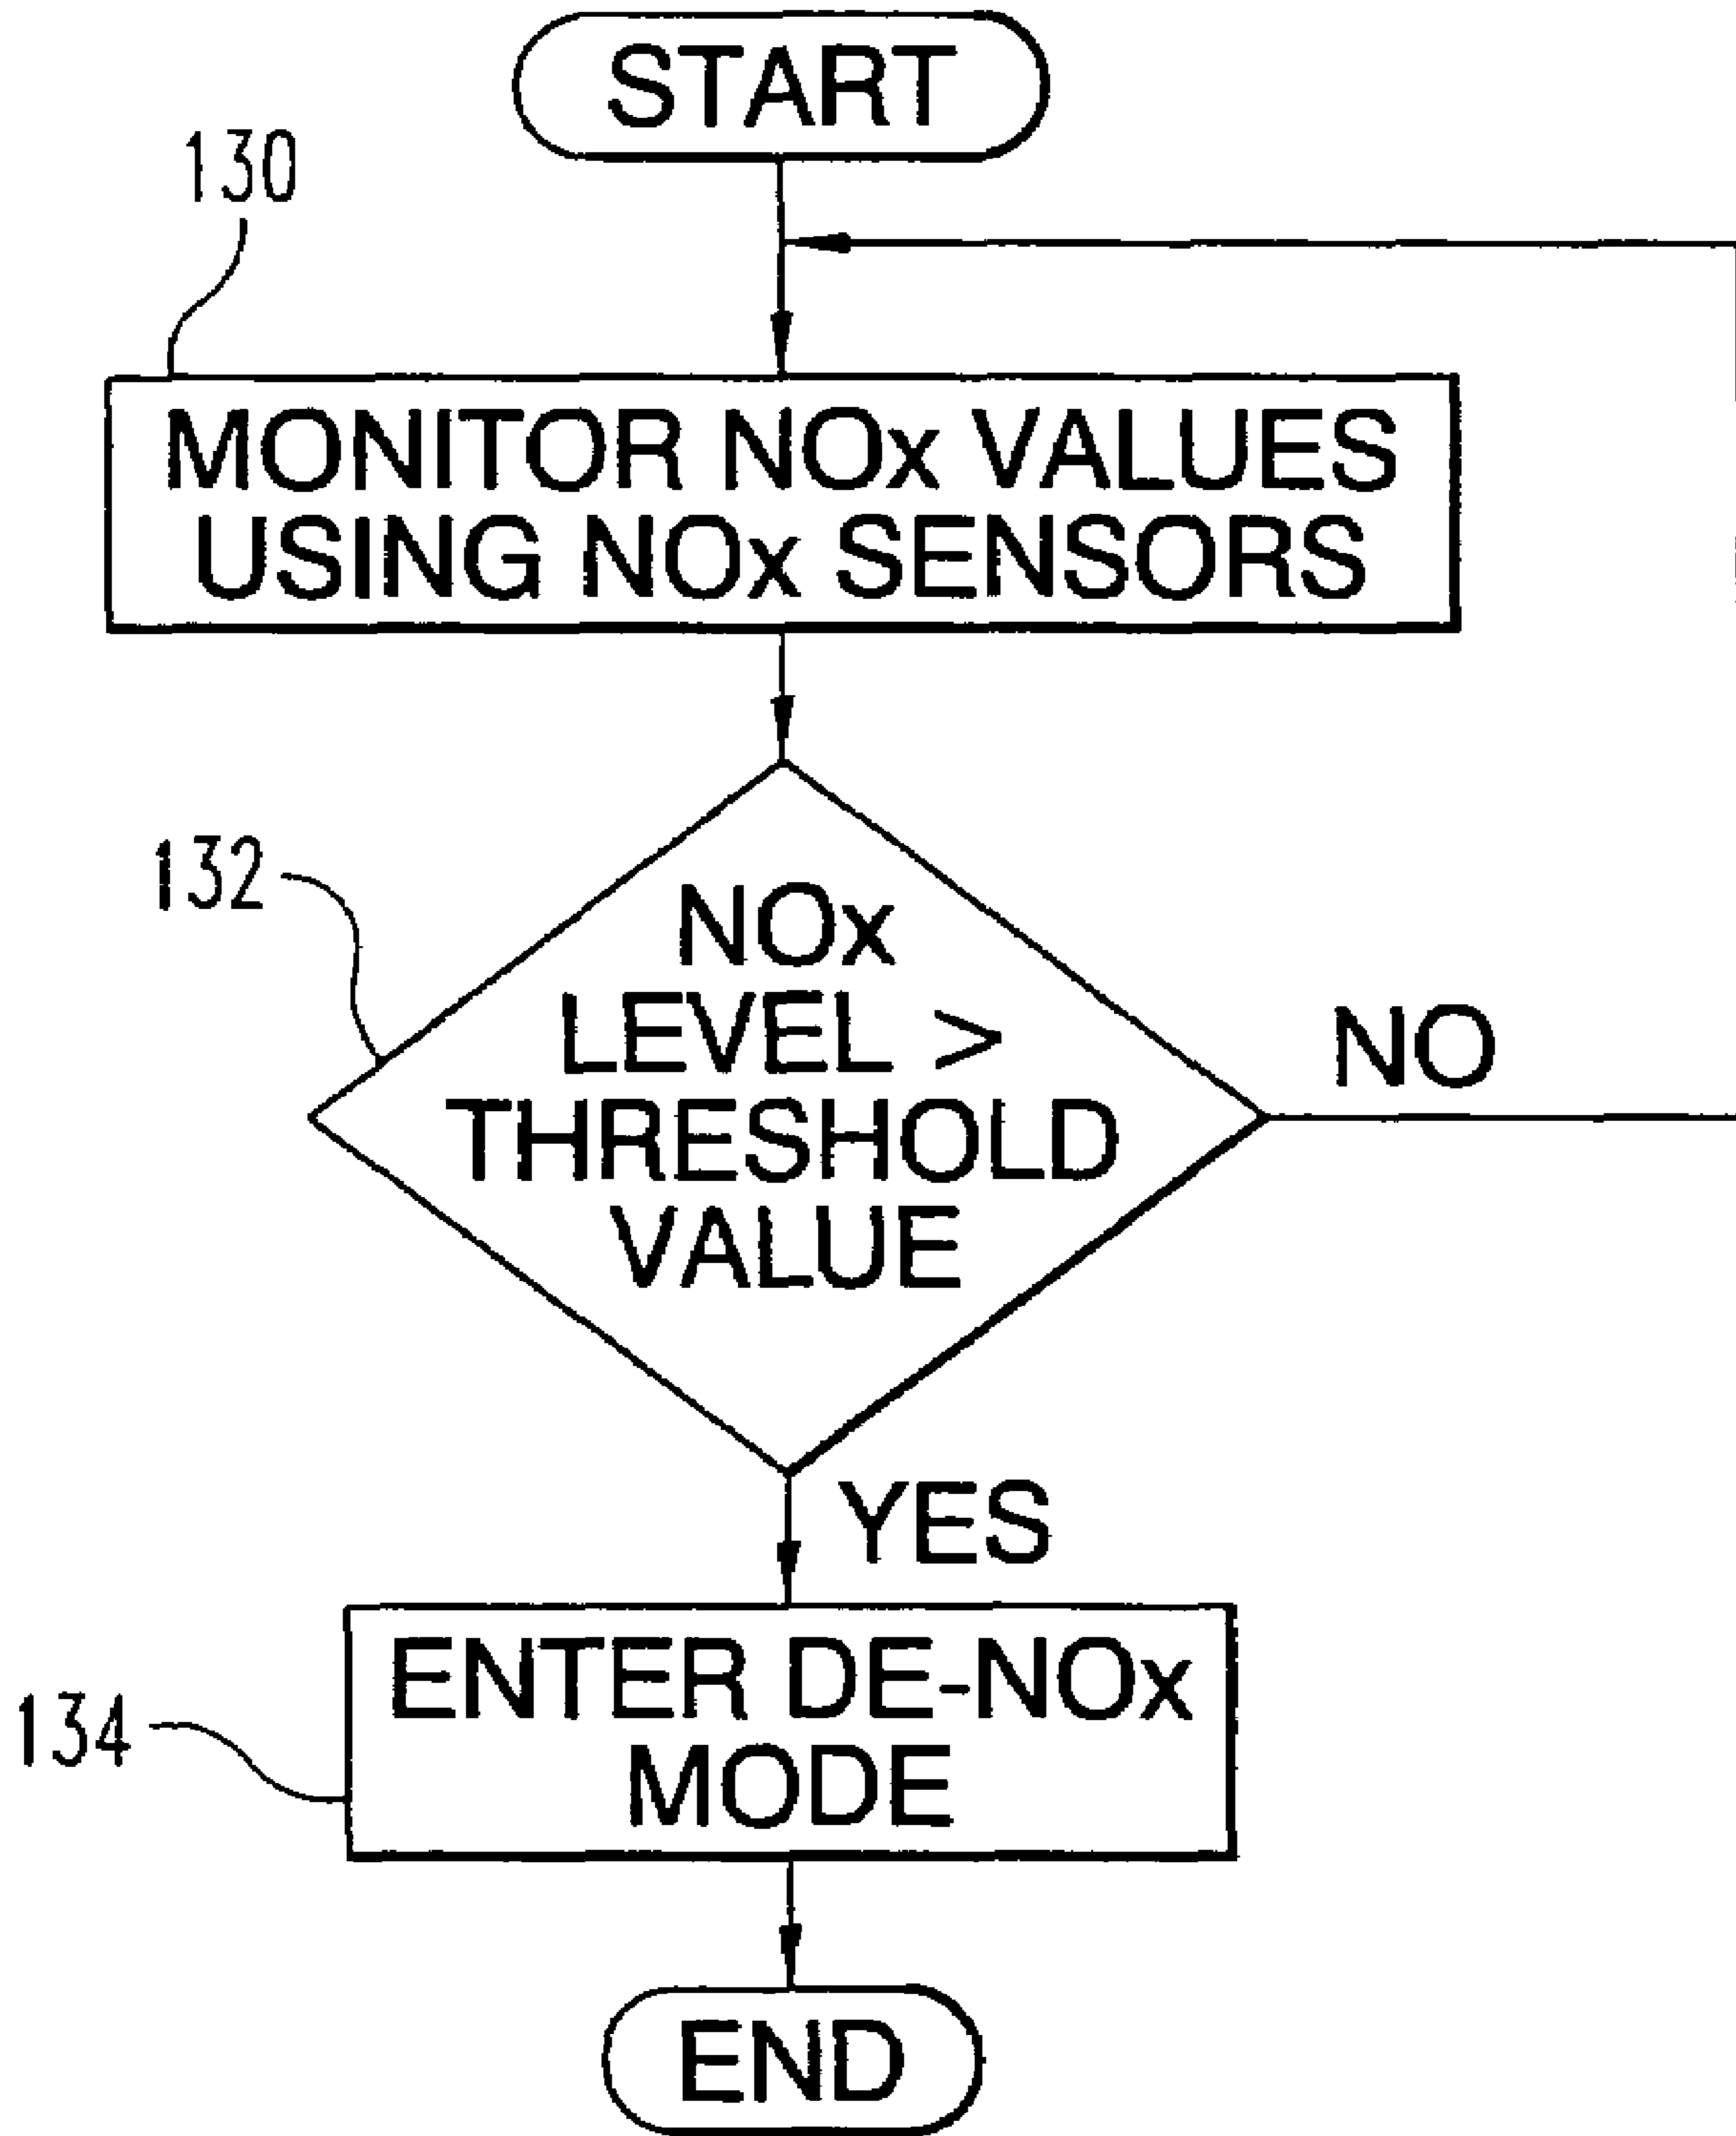 START
130
MONITOR NOx VALUES
USING NOx SENSORS
132
NOx
LEVEL >
THRESHOLD
VALUE
NO
YES
134
ENTER DE-NOx
MODE
END